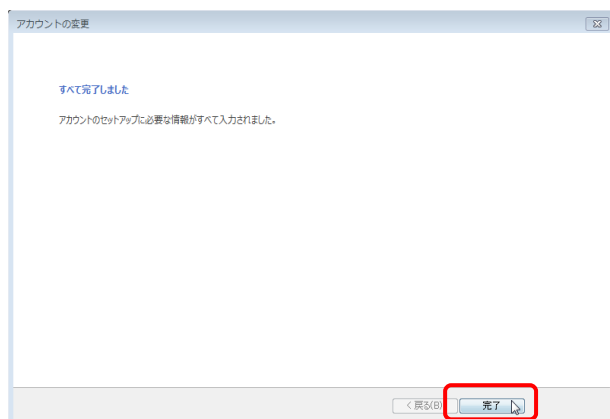 アカウントの変更
すべて完了しました
アカウントのセットアップに必要な情報がすべて入力されました。
< 戻る(B)
完了